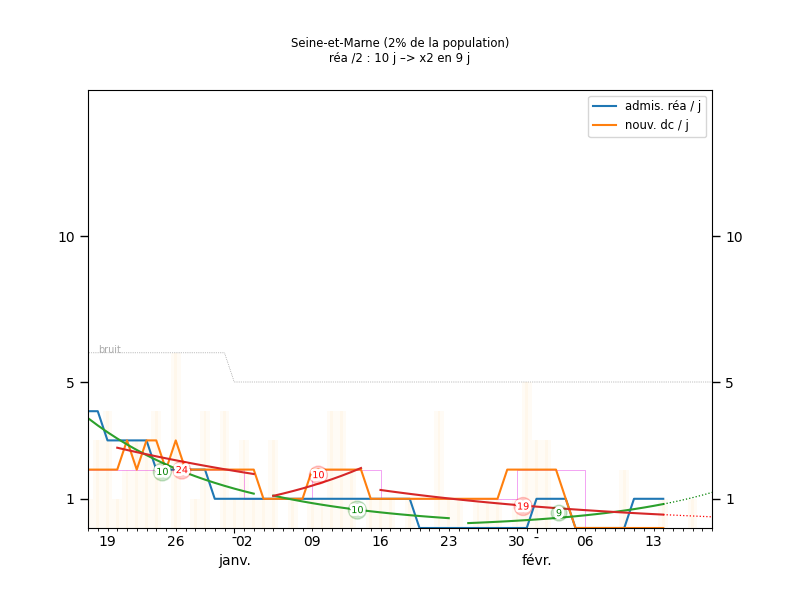 Seine-et-Marne (2% de la population)
réa /2 : 10 j –> x2 en 9 j
admis. réa / j
nouv. dc / j
10 10
bruit
5 5
10 -24 10
-10 -19 9
1 1
19 26 02 09 16 23 30 06 13
janv. févr.